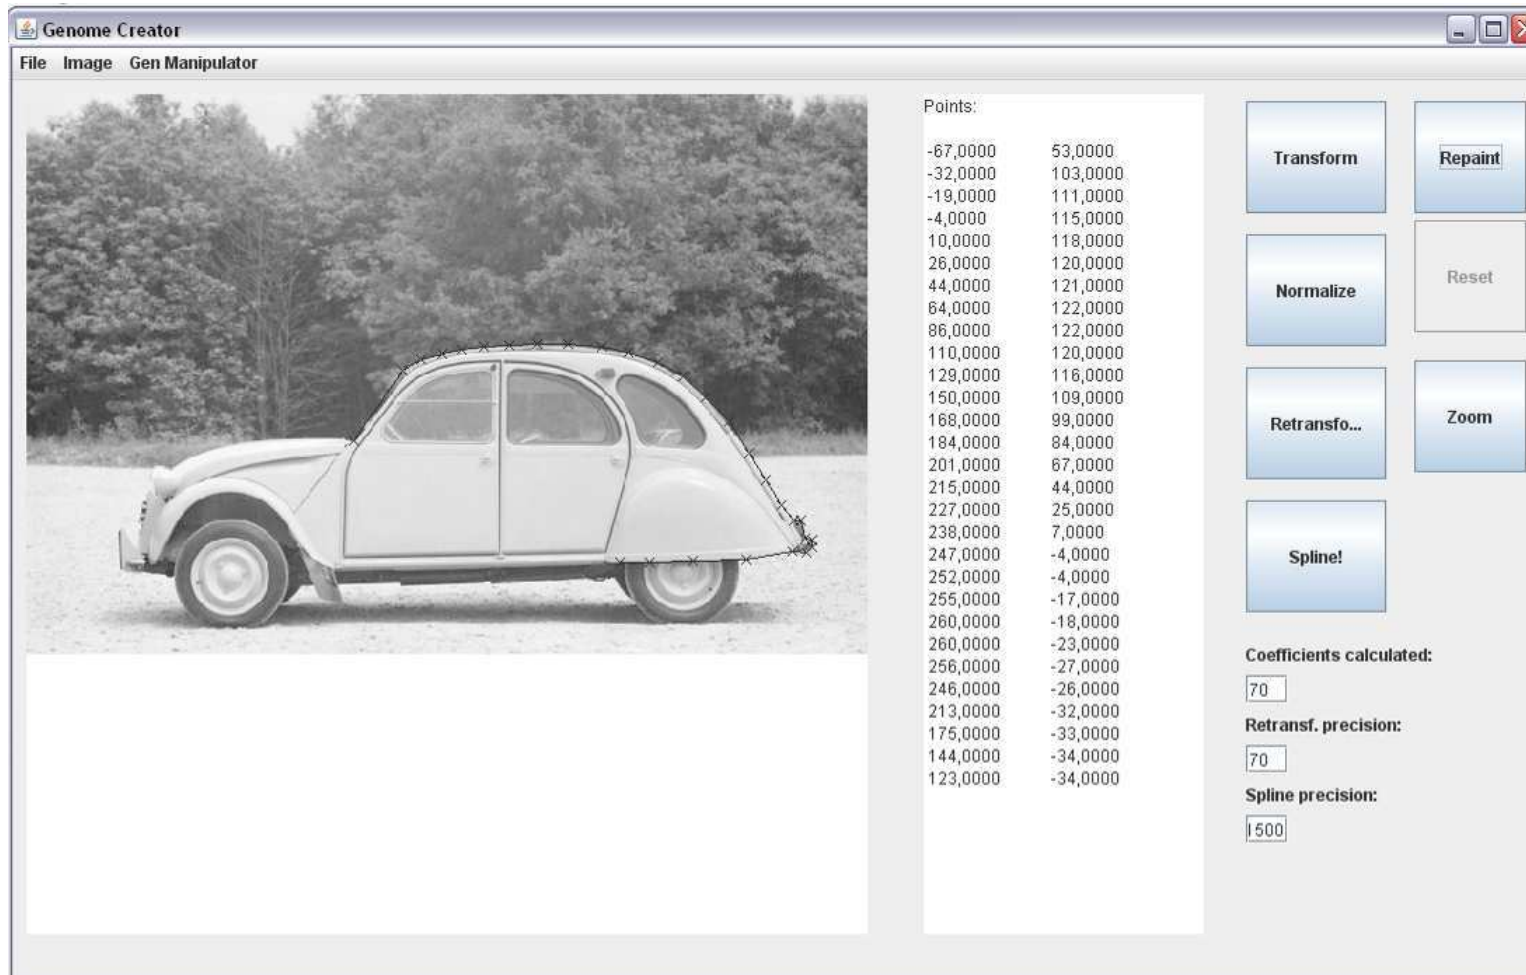 Genome Creator
File Image Gen Manipulator
Points:
-67,0000 53,0000
-32,0000 103,0000
-19,0000 111,0000
-4,0000 115,0000
10,0000 118,0000
26,0000 120,0000
44,0000 121,0000
64,0000 122,0000
86,0000 122,0000
110,0000 120,0000
129,0000 116,0000
150,0000 109,0000
168,0000 99,0000
184,0000 84,0000
201,0000 67,0000
215,0000 44,0000
227,0000 25,0000
238,0000 7,0000
247,0000 -4,0000
252,0000 -4,0000
255,0000 -17,0000
260,0000 -18,0000
260,0000 -23,0000
256,0000 -27,0000
246,0000 -26,0000
213,0000 -32,0000
175,0000 -33,0000
144,0000 -34,0000
123,0000 -34,0000
Transform
Repaint
Normalize
Reset
Retransfo...
Zoom
Spline!
Coefficients calculated:
70
Retransf. precision:
70
Spline precision:
1500